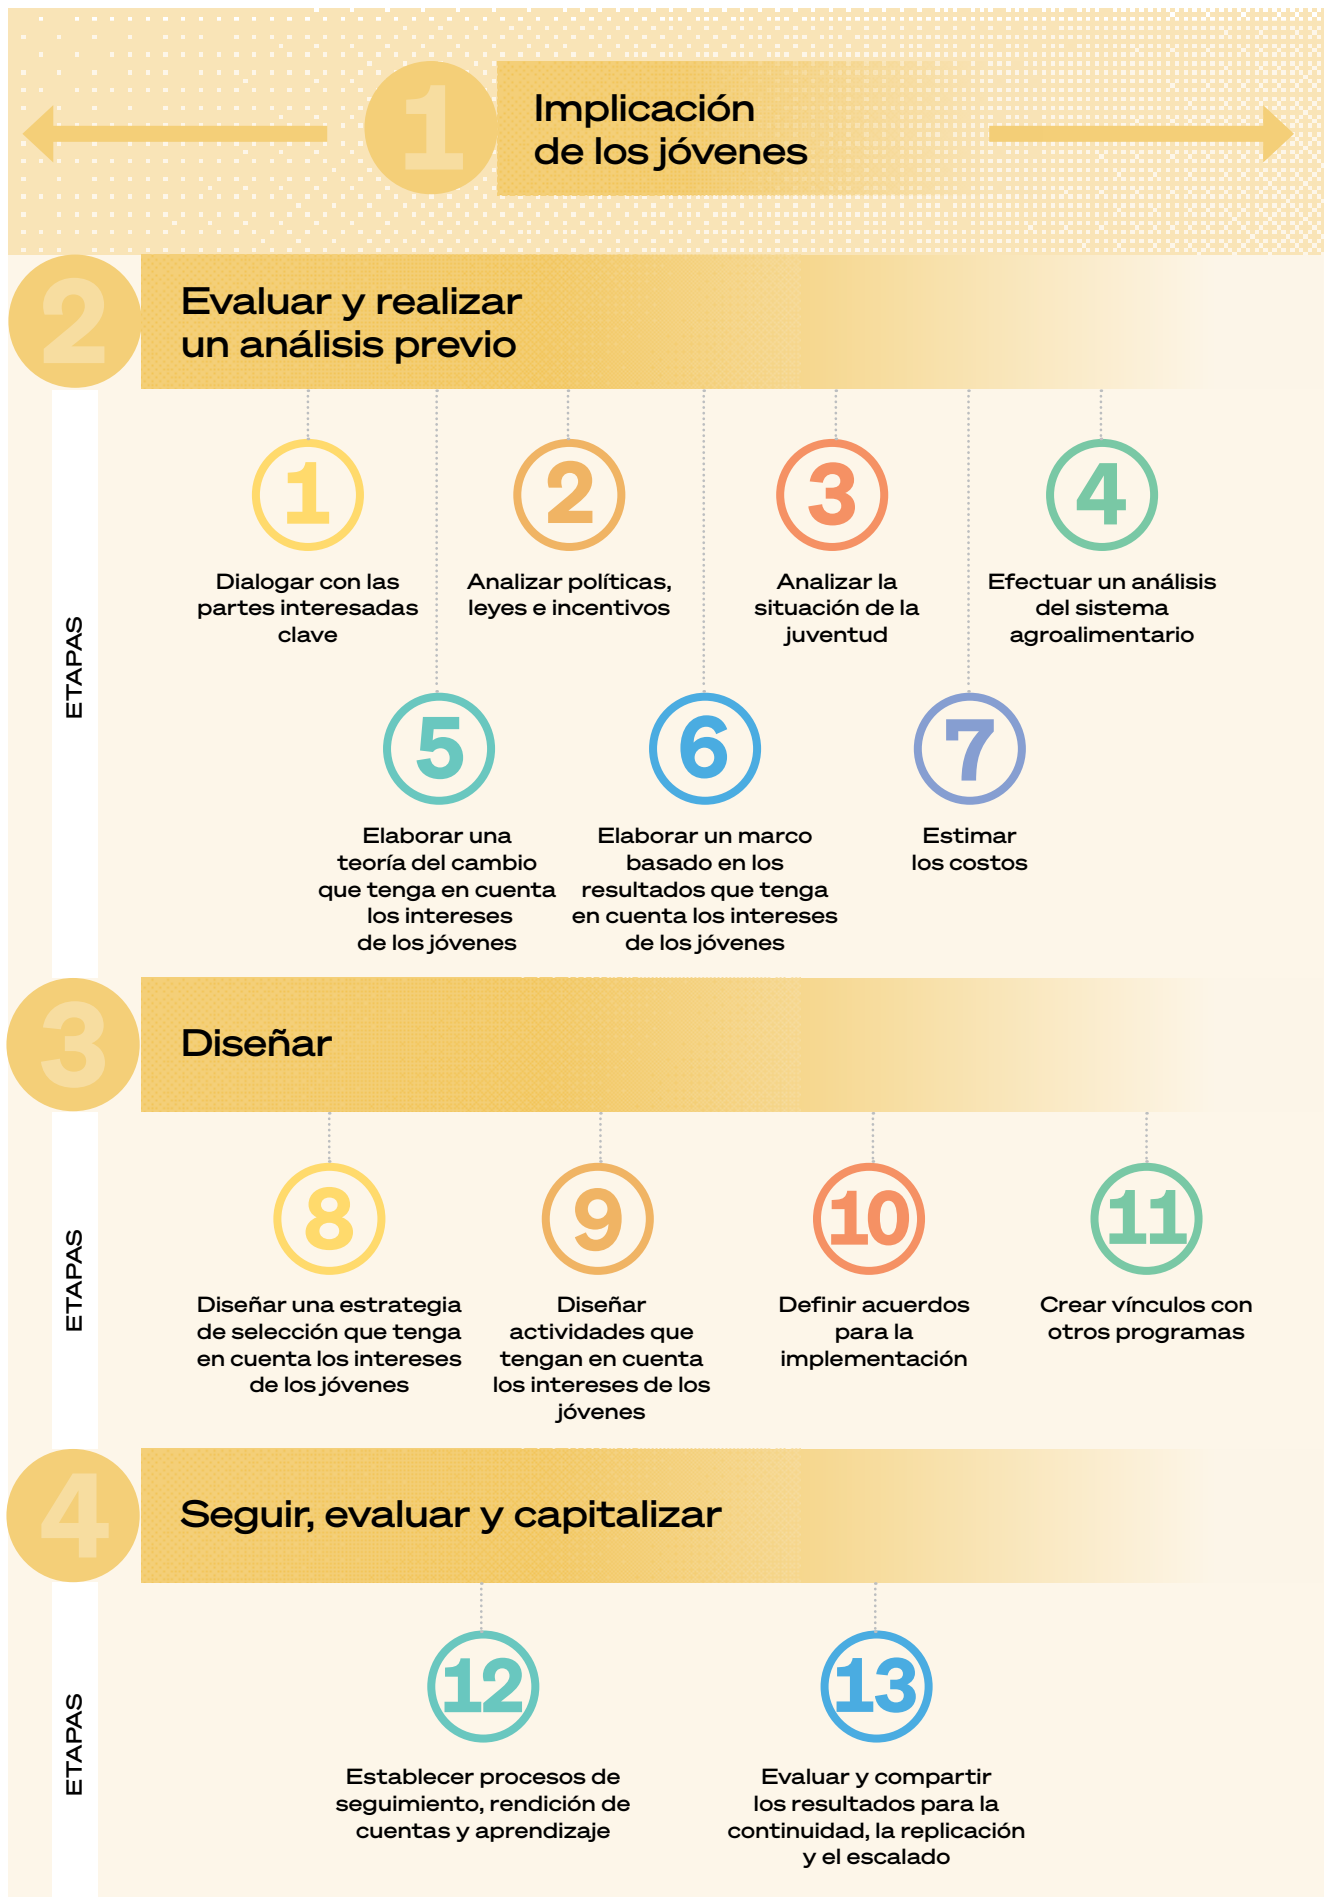 1
Implicación
de los jóvenes
2
Evaluar y realizar
un análisis previo
ETAPAS
1
Dialogar con las
partes interesadas
clave
2
Analizar políticas,
leyes e incentivos
3
Analizar la
situación de la
juventud
4
Efectuar un análisis
del sistema
agroalimentario
5
Elaborar una
teoría del cambio
que tenga en cuenta
los intereses
de los jóvenes
6
Elaborar un marco
basado en los
resultados que tenga
en cuenta los intereses
de los jóvenes
7
Estimar
los costos
3
Diseñar
ETAPAS
8
Diseñar una estrategia
de selección que tenga
en cuenta los intereses
de los jóvenes
9
Diseñar
actividades que
tengan en cuenta
los intereses de los
jóvenes
10
Definir acuerdos
para la
implementación
11
Crear vínculos con
otros programas
4
Seguir, evaluar y capitalizar
ETAPAS
12
Establecer procesos de
seguimiento, rendición de
cuentas y aprendizaje
13
Evaluar y compartir
los resultados para la
continuidad, la replicación
y el escalado